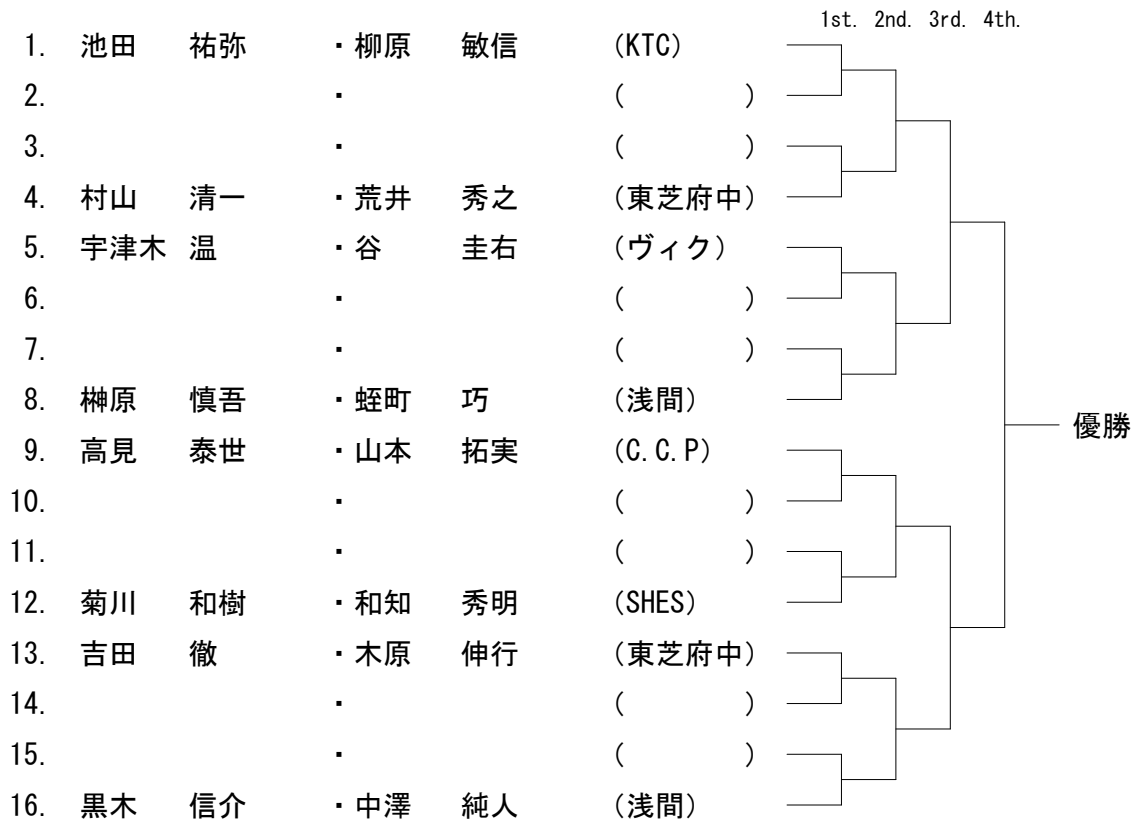 1st. 2nd. 3rd. 4th.
1. 池田 祐弥 ・柳原 敏信 (KTC)
2. ・ ( )
3. ・ ( )
4. 村山 清一 ・荒井 秀之 (東芝府中)
5. 宇津木 温 ・谷 圭右 (ヴィク)
6. ・ ( )
7. ・ ( )
8. 榊原 慎吾 ・蛭町 巧 (浅間)
9. 高見 泰世 ・山本 拓実 (C.C.P)
優勝
10. ・ ( )
11. ・ ( )
12. 菊川 和樹 ・和知 秀明 (SHES)
13. 吉田 徹 ・木原 伸行 (東芝府中)
14. ・ ( )
15. ・ ( )
16. 黒木 信介 ・中澤 純人 (浅間)